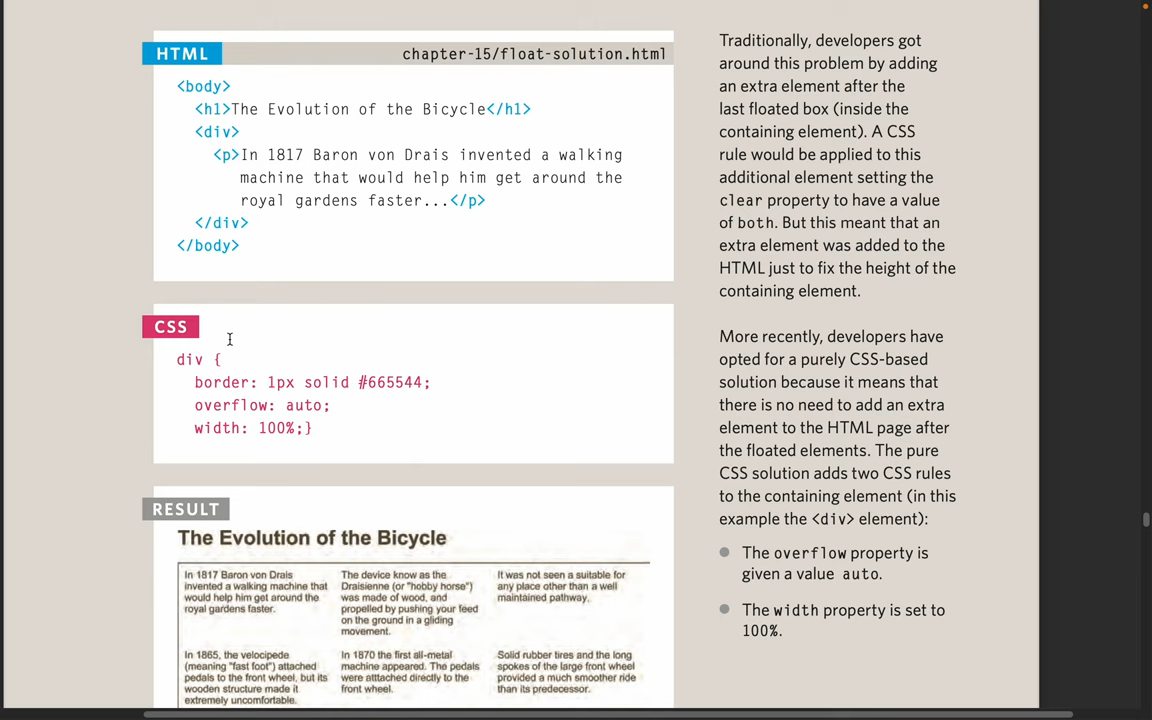 HTML
chapter-15/float-solution.html
<body>
<h1>The Evolution of the Bicycle</h1>
<div>
<p>In 1817 Baron von Drais invented a walking
machine that would help him get around the
royal gardens faster...</p>
</div>
</body>
CSS
div {
border: 1px solid #665544;
overflow: auto;
width: 100%;}
RESULT
The Evolution of the Bicycle
In 1817 Baron von Drais
invented a walking machine that
would help him get around the
royal gardens faster.
The device know as the
Draisienne (or "hobby horse")
was made of wood, and
propelled by pushing your feed
on the ground in a gliding
movement.
It was not seen a suitable for
any place other than a well
maintained pathway.
In 1865, the velocipede
(meaning "fast foot") attached
pedals to the front wheel, but its
wooden structure made it
extremely uncomfortable.
In 1870 the first all-metal
machine appeared. The pedals
were atttached directly to the
front wheel.
Solid rubber tires and the long
spokes of the large front wheel
provided a much smoother ride
than its predecessor.
Traditionally, developers got
around this problem by adding
an extra element after the
last floated box (inside the
containing element). A CSS
rule would be applied to this
additional element setting the
clear property to have a value
of both. But this meant that an
extra element was added to the
HTML just to fix the height of the
containing element.
More recently, developers have
opted for a purely CSS-based
solution because it means that
there is no need to add an extra
element to the HTML page after
the floated elements. The pure
CSS solution adds two CSS rules
to the containing element (in this
example the <div> element):
The overflow property is
given a value auto.
The width property is set to
100%.